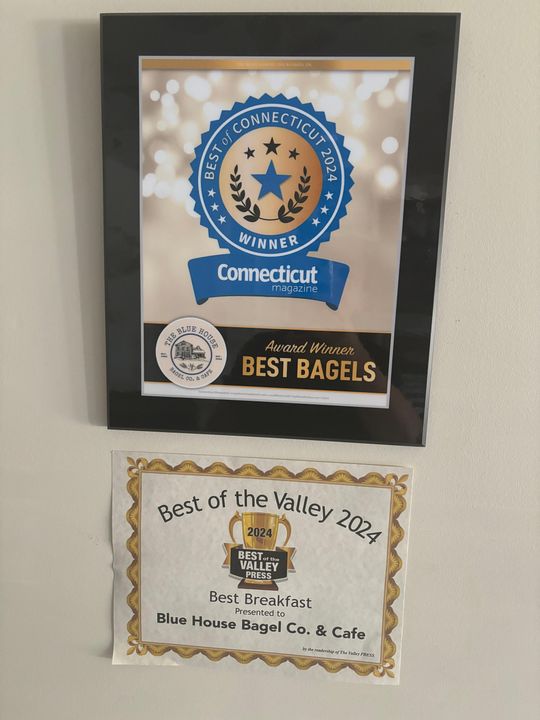 BEST of CONNECTICUT 2024
WINNER
Connecticut
magazine
THE BLUE HOUSE
BAGEL CO. & CAFE
Award Winner
BEST BAGELS
Best of the Valley 2024
2024
BEST of the
VALLEY
PRESS
Best Breakfast
Presented to
Blue House Bagel Co. & Cafe
by the readership of The Valley PRESS